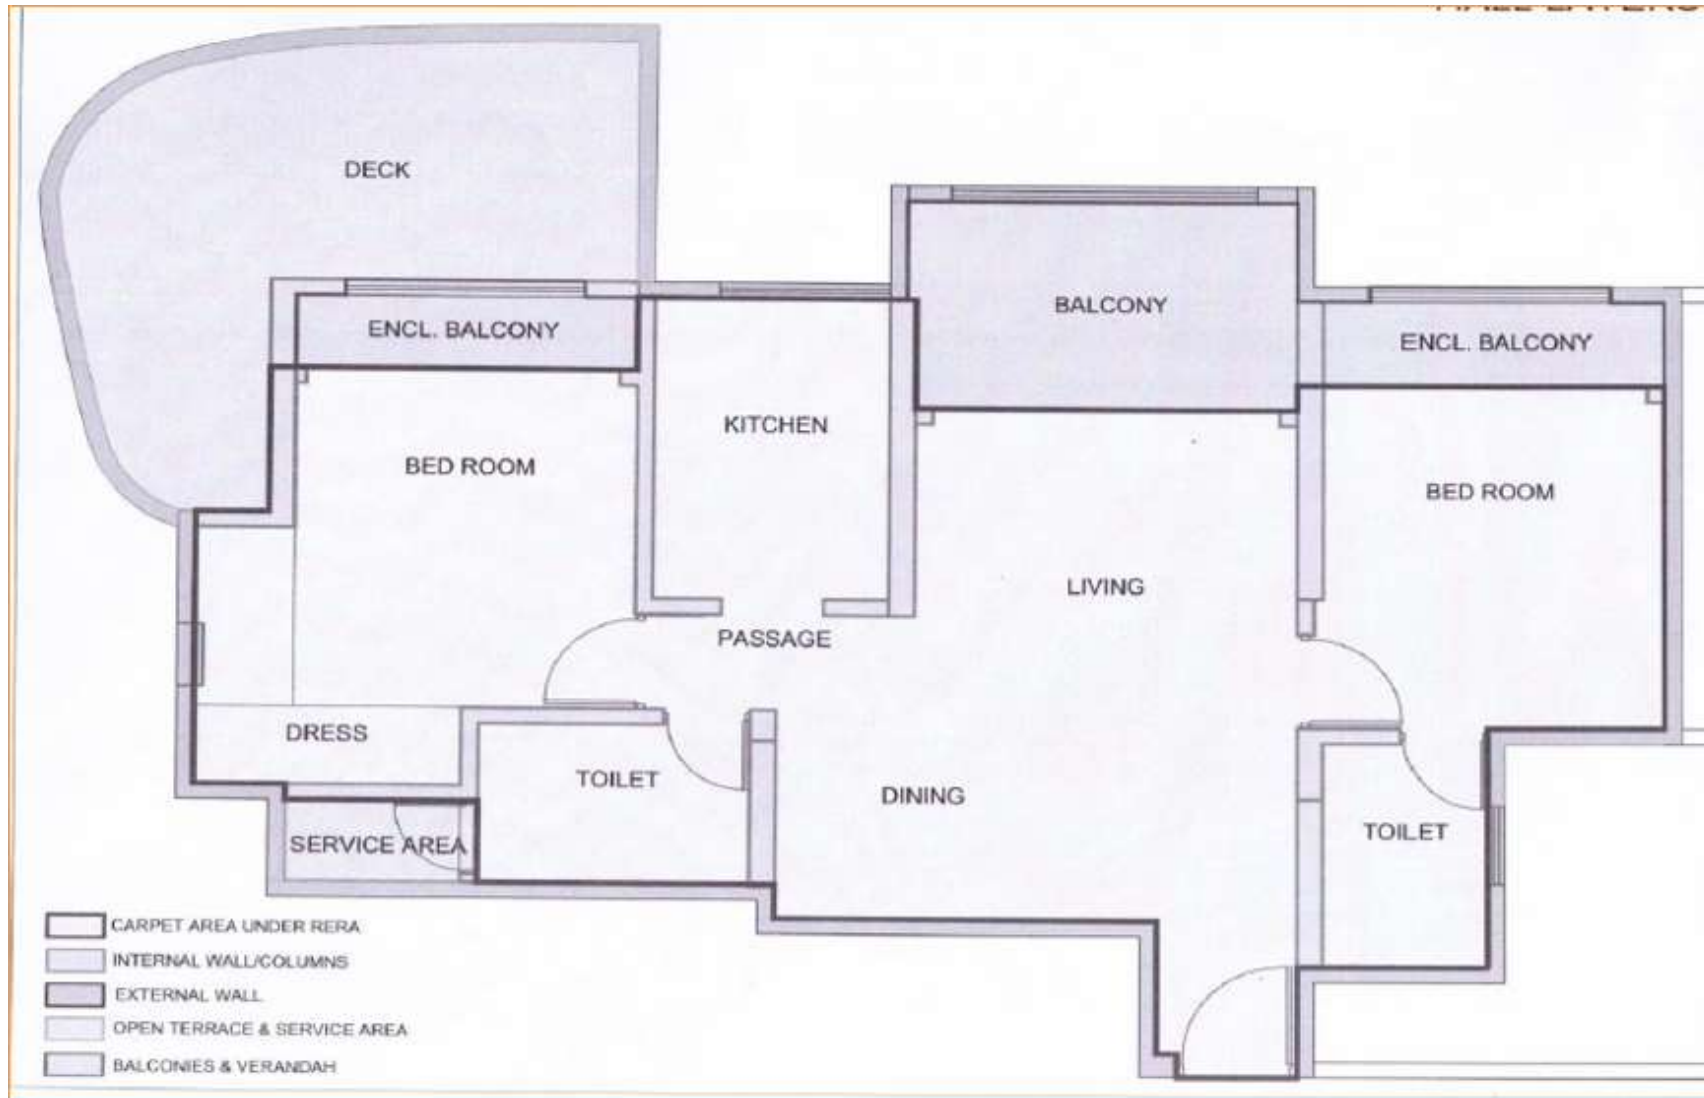 DECK
BALCONY
ENCL. BALCONY
ENCL. BALCONY
KITCHEN
BED ROOM
BED ROOM
LIVING
PASSAGE
DRESS
TOILET
DINING
TOILET
SERVICE AREA
CARPET AREA UNDER RERA
INTERNAL WALL/COLUMNS
EXTERNAL WALL
OPEN TERRACE & SERVICE AREA
BALCONIES & VERANDAH